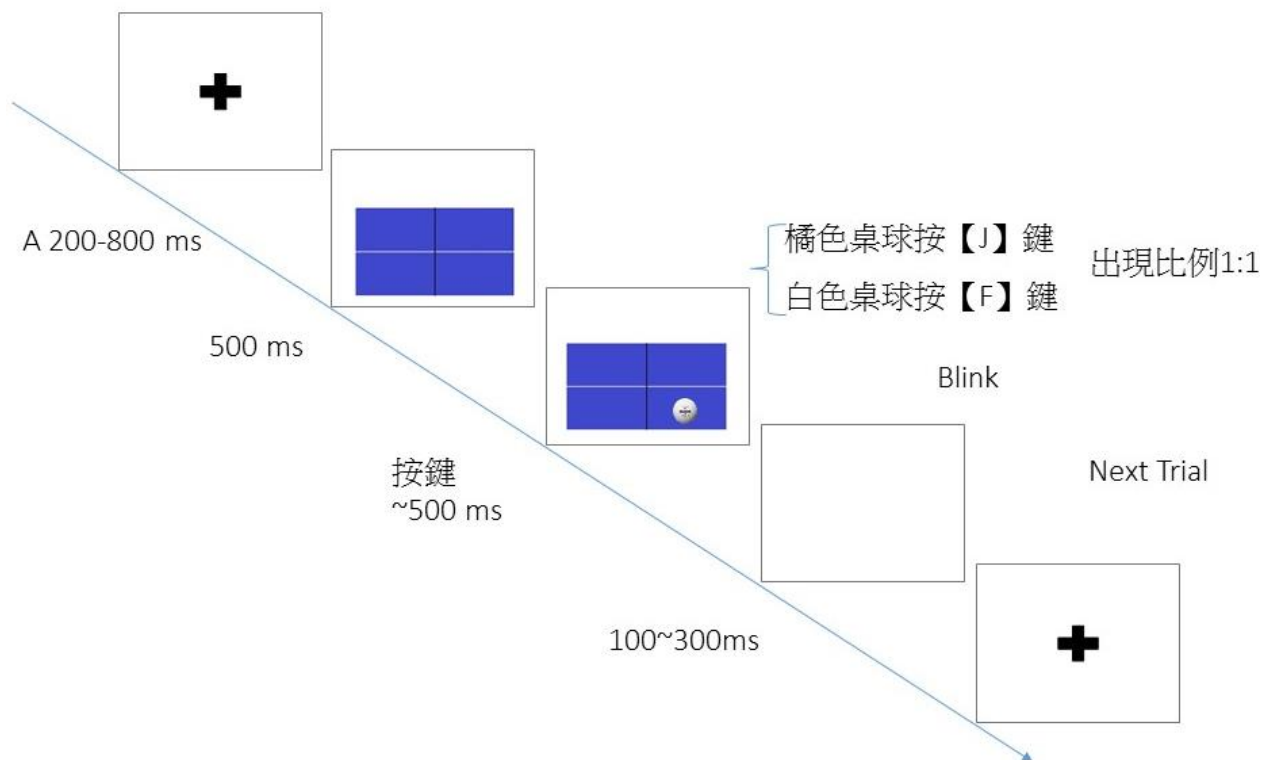 A 200-800 ms
橘色桌球按【J】鍵
白色桌球按【F】鍵
出現比例1:1
500 ms
Blink
按鍵
~500 ms
Next Trial
100~300ms